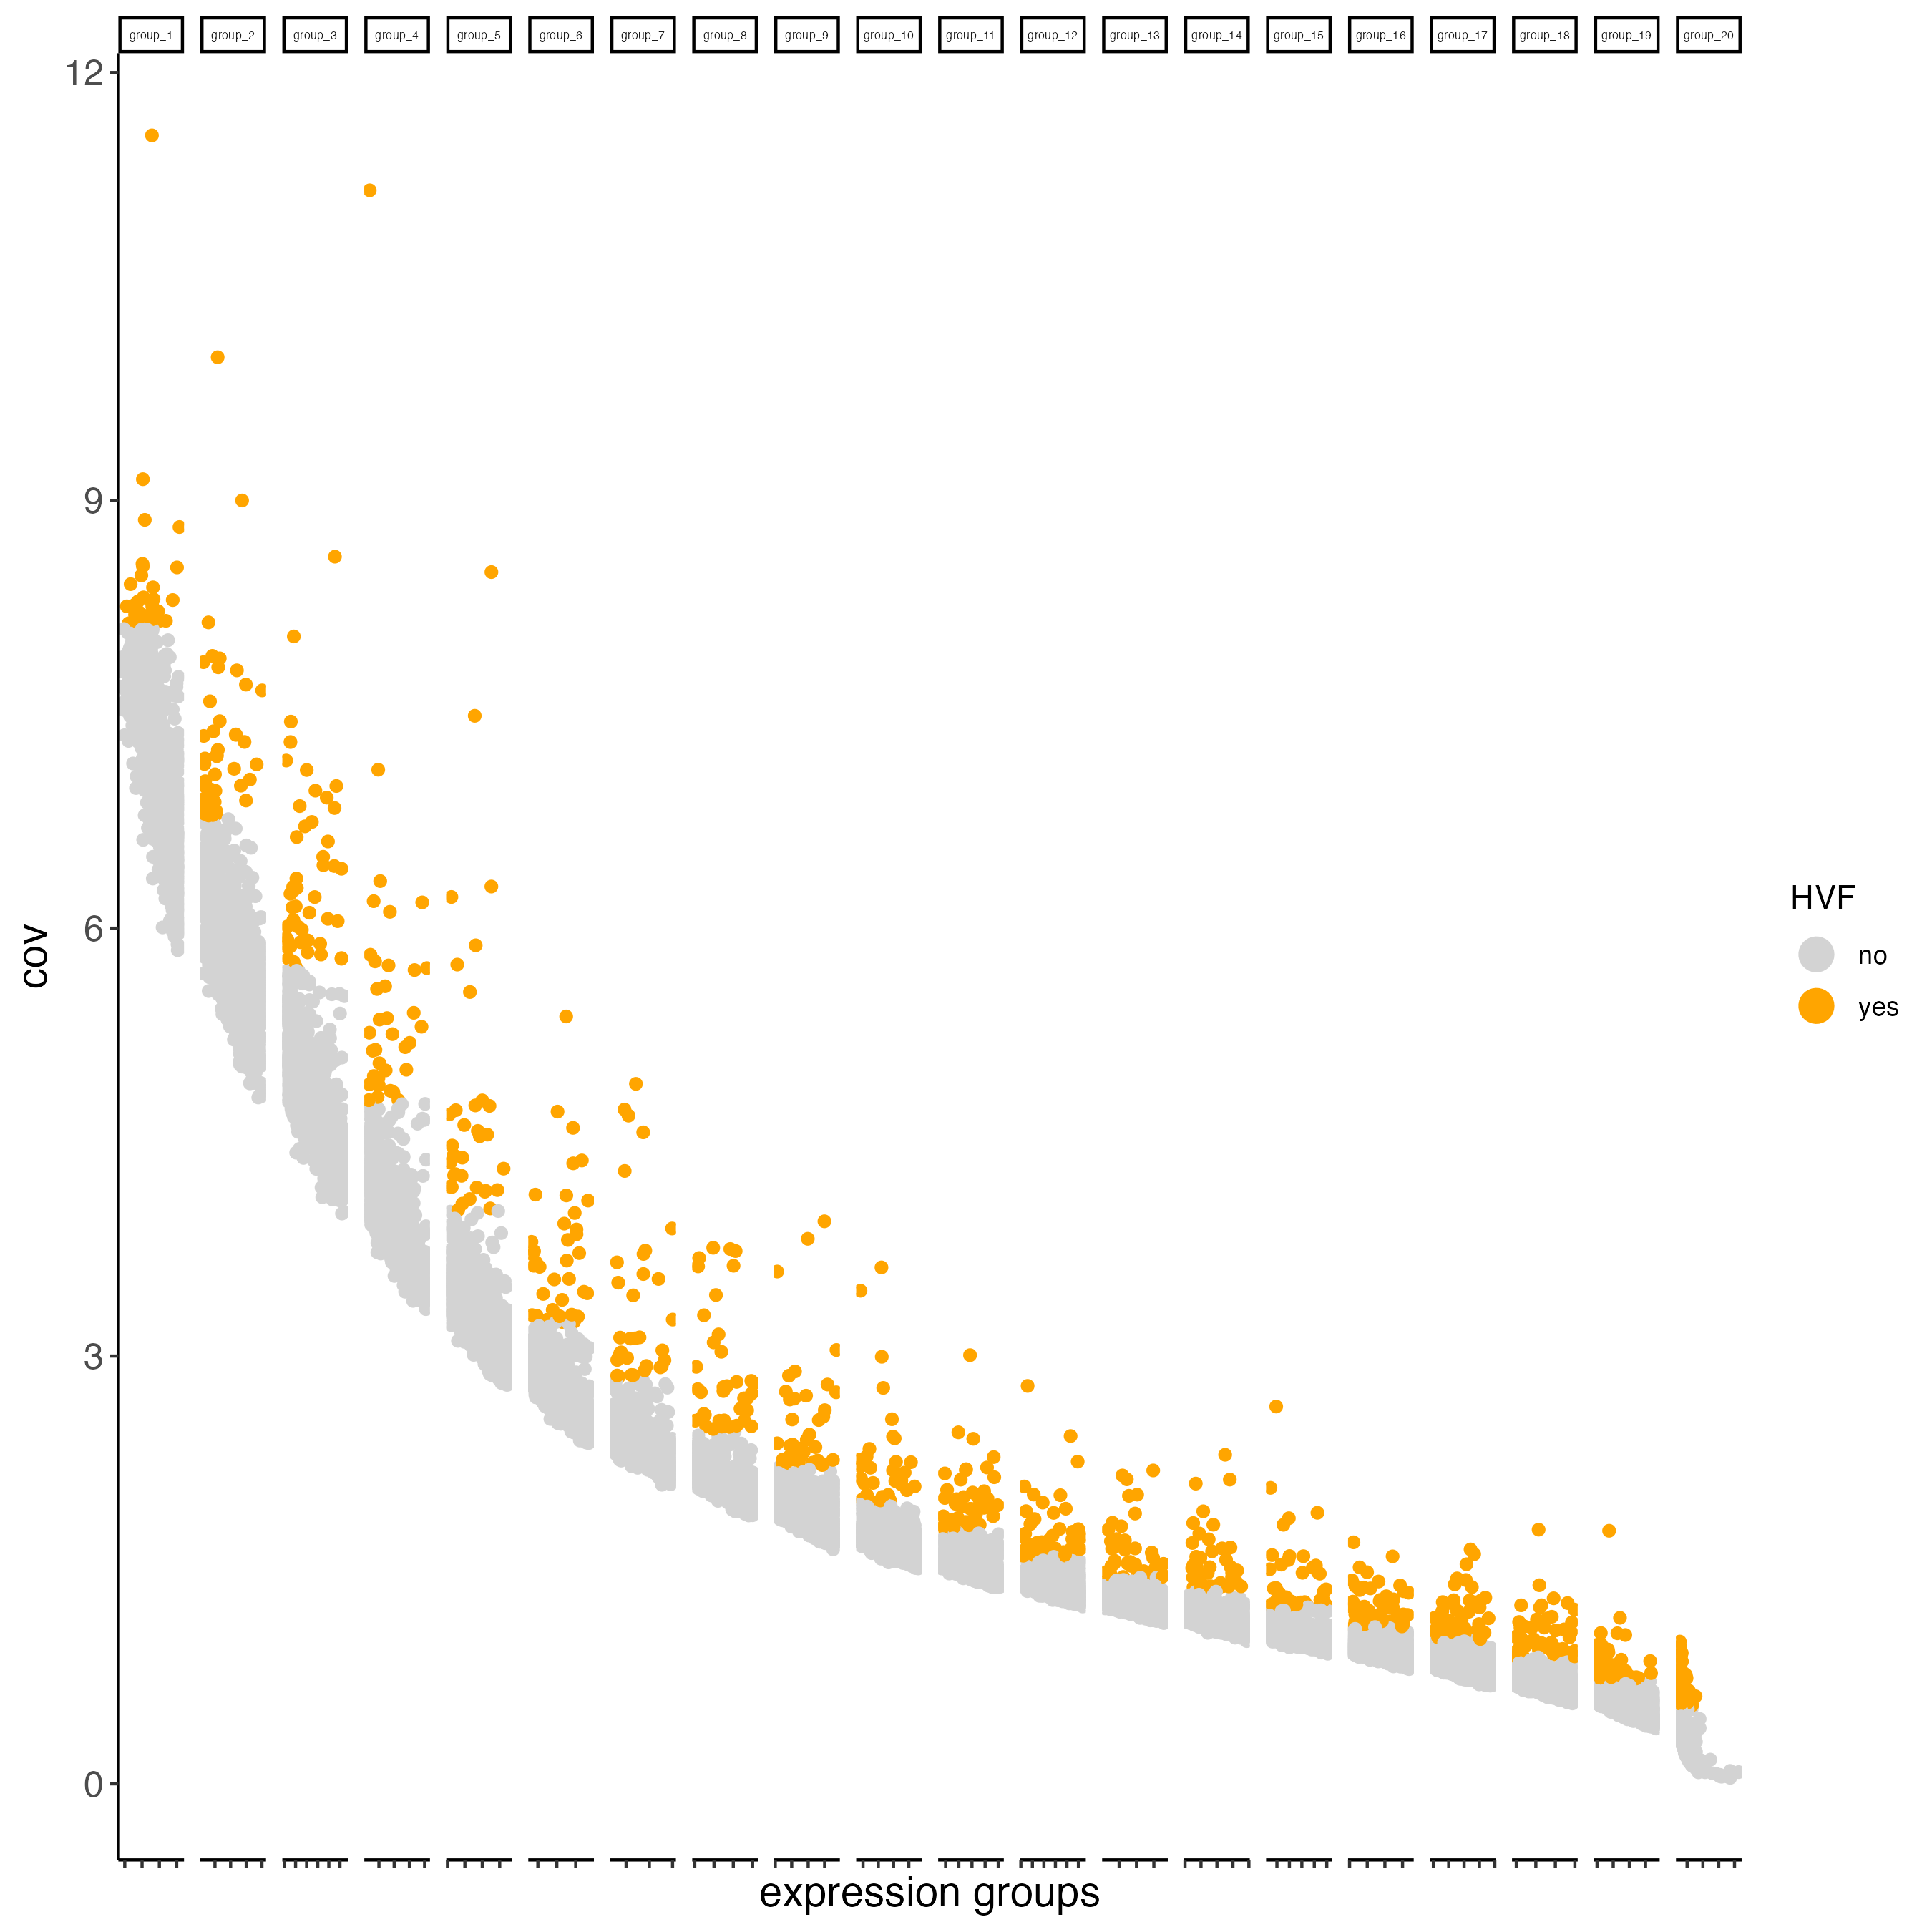 group_1 group_2 group_3 group_4 group_5 group_6 group_7 group_8 group_9 group_10 group_11 group_12 group_13 group_14 group_15 group_16 group_17 group_18 group_19 group_20
12
9
6
3
0
cov
expression groups
HVF
no
yes